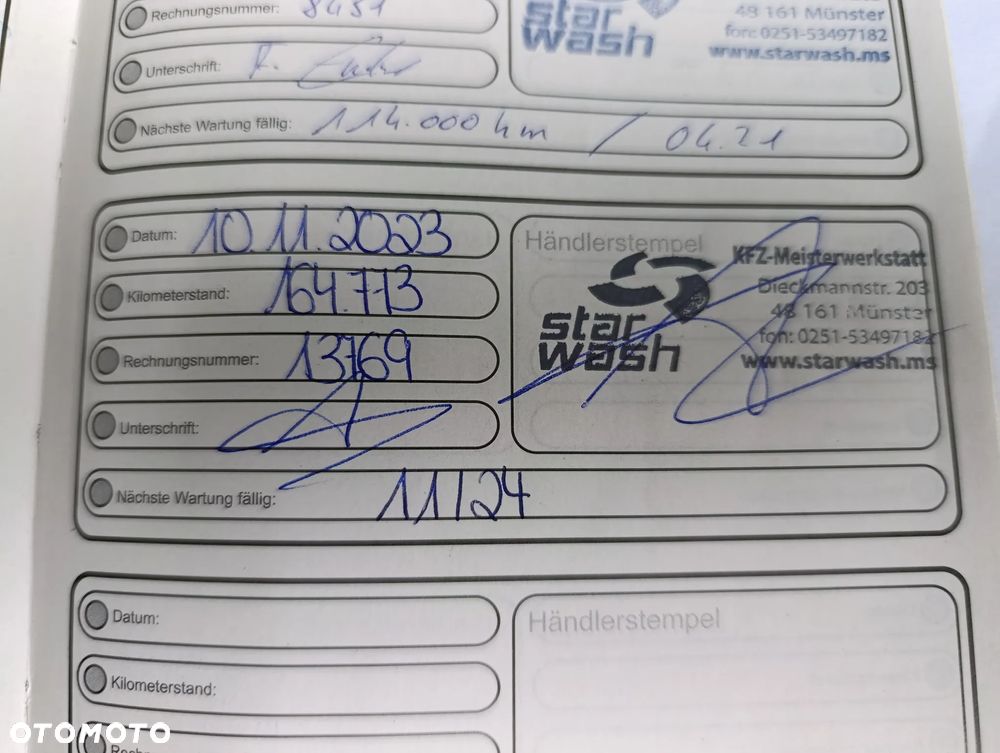 Rechnungsnummer: 8451
star wash
48 161 Münster
fon: 0251-53497182
www.starwash.ms
Unterschrift:
Nächste Wartung fällig: 114.000 km / 04.21
Datum: 10.11.2023
Kilometerstand: 164.773
Rechnungsnummer: 13769
Unterschrift:
Nächste Wartung fällig: 11/24
Händlerstempel
star wash
KFZ-Meisterwerkstatt
Dieckmannstr. 203
48 161 Münster
fon: 0251-53497182
www.starwash.ms
Datum:
Kilometerstand:
Händlerstempel
OTOMOTO